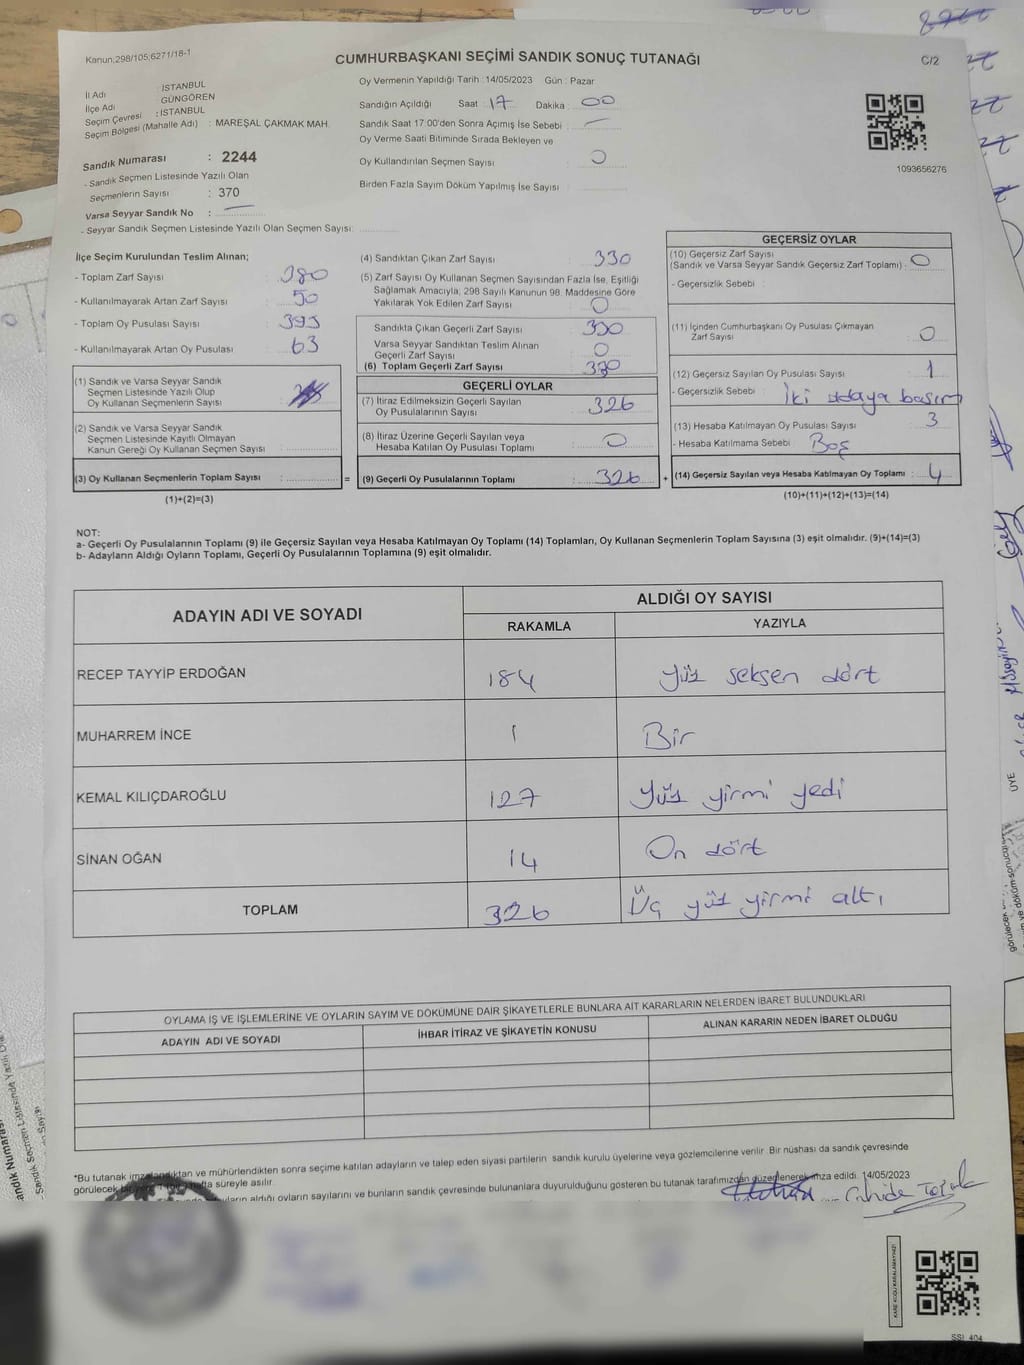 Kanun,298/105;6271/18-1
CUMHURBAŞKANI SEÇİMİ SANDIK SONUÇ TUTANAĞI
C/2
İl Adı : İSTANBUL
İlçe Adı : GÜNGÖREN
Seçim Çevresi : İSTANBUL
Seçim Bölgesi (Mahalle Adı) : MAREŞAL ÇAKMAK MAH.
Sandık Numarası : 2244
- Sandık Seçmen Listesinde Yazılı Olan
Seçmenlerin Sayısı : 370
Varsa Seyyar Sandık No :
- Seyyar Sandık Seçmen Listesinde Yazılı Olan Seçmen Sayısı:
Oy Vermenin Yapıldığı Tarih :14/05/2023 Gün : Pazar
Sandığın Açıldığı Saat : 17 Dakika : 00
Sandık Saat 17:00'den Sonra Açımış İse Sebebi : —
Oy Verme Saati Bitiminde Sırada Bekleyen ve
Oy Kullandırılan Seçmen Sayısı : 0
Birden Fazla Sayım Döküm Yapılmış İse Sayısı :
1093656276
İlçe Seçim Kurulundan Teslim Alınan;
- Toplam Zarf Sayısı : 380
- Kullanılmayarak Artan Zarf Sayısı : 50
- Toplam Oy Pusulası Sayısı : 393
- Kullanılmayarak Artan Oy Pusulası : 63
(1) Sandık ve Varsa Seyyar Sandık
Seçmen Listesinde Yazılı Olup
Oy Kullanan Seçmenlerin Sayısı :
(2) Sandık ve Varsa Seyyar Sandık
Seçmen Listesinde Kayıtlı Olmayan
Kanun Gereği Oy Kullanan Seçmen Sayısı :
(3) Oy Kullanan Seçmenlerin Toplam Sayısı : =
(1)+(2)=(3)
(4) Sandıktan Çıkan Zarf Sayısı : 330
(5) Zarf Sayısı Oy Kullanan Seçmen Sayısından Fazla İse, Eşitliği
Sağlamak Amacıyla; 298 Sayılı Kanunun 98. Maddesine Göre
Yakılarak Yok Edilen Zarf Sayısı : 0
Sandıkta Çıkan Geçerli Zarf Sayısı : 330
Varsa Seyyar Sandıktan Teslim Alınan
Geçerli Zarf Sayısı : 0
(6) Toplam Geçerli Zarf Sayısı : 330
GEÇERLİ OYLAR
(7) İtiraz Edilmeksizin Geçerli Sayılan
Oy Pusulalarının Sayısı : 326
(8) İtiraz Üzerine Geçerli Sayılan veya
Hesaba Katılan Oy Pusulası Toplamı : 0
(9) Geçerli Oy Pusulalarının Toplamı : 326 +
GEÇERSİZ OYLAR
(10) Geçersiz Zarf Sayısı
(Sandık ve Varsa Seyyar Sandık Geçersiz Zarf Toplamı) : 0
- Geçersizlik Sebebi :
(11) İçinden Cumhurbaşkanı Oy Pusulası Çıkmayan
Zarf Sayısı : 0
(12) Geçersiz Sayılan Oy Pusulası Sayısı : 1
- Geçersizlik Sebebi : İki adaya basım
(13) Hesaba Katılmayan Oy Pusulası Sayısı : 3
- Hesaba Katılmama Sebebi : Boş
(14) Geçersiz Sayılan veya Hesaba Katılmayan Oy Toplamı : 4
(10)+(11)+(12)+(13)=(14)
NOT:
a- Geçerli Oy Pusulalarının Toplamı (9) ile Geçersiz Sayılan veya Hesaba Katılmayan Oy Toplamı (14) Toplamları, Oy Kullanan Seçmenlerin Toplam Sayısına (3) eşit olmalıdır. (9)+(14)=(3)
b- Adayların Aldığı Oyların Toplamı, Geçerli Oy Pusulalarının Toplamına (9) eşit olmalıdır.
ADAYIN ADI VE SOYADI
ALDIĞI OY SAYISI
RAKAMLA YAZIYLA
RECEP TAYYİP ERDOĞAN 184 Yüz seksen dört
MUHARREM İNCE 1 Bir
KEMAL KILIÇDAROĞLU 127 Yüz yirmi yedi
SİNAN OĞAN 14 On dört
TOPLAM 326 Üç yüz yirmi altı
OYLAMA İŞ VE İŞLEMLERİNE VE OYLARIN SAYIM VE DÖKÜMÜNE DAİR ŞİKAYETLERLE BUNLARA AİT KARARLARIN NELERDEN İBARET BULUNDUKLARI
ADAYIN ADI VE SOYADI İHBAR İTİRAZ VE ŞİKAYETİN KONUSU ALINAN KARARIN NEDEN İBARET OLDUĞU
*Bu tutanak imzalandıktan ve mühürlendikten sonra seçime katılan adayların ve talep eden siyasi partilerin sandık kurulu üyelerine veya gözlemcilerine verilir. Bir nüshası da sandık çevresinde
görülecek bir yere süreyle asılır.
aldığı oyların sayılarını ve bunların sandık çevresinde bulunanlara duyurulduğunu gösteren bu tutanak tarafımızdan düzenlenerek imza edildi. 14/05/2023
KARE KODU KARALAMAYINIZ!
SSİ 404